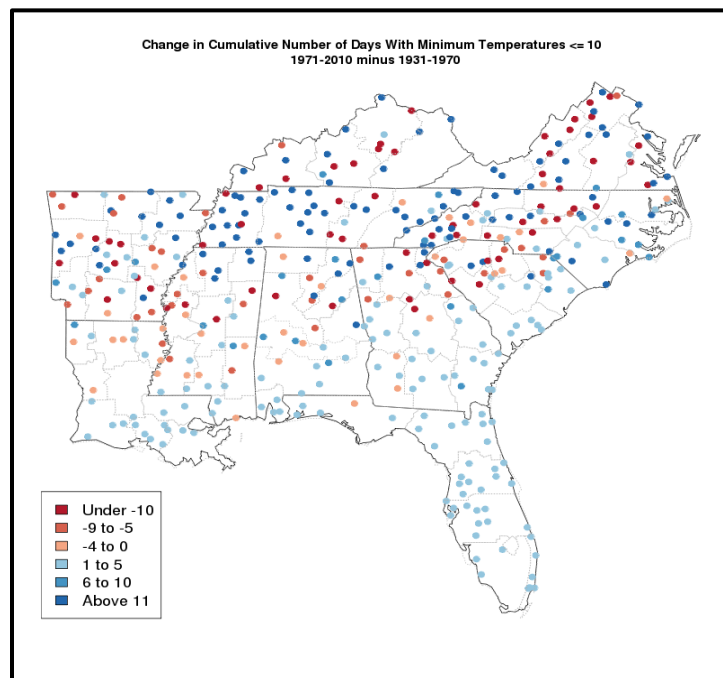 Change in Cumulative Number of Days With Minimum Temperatures <= 10
1971-2010 minus 1931-1970
Under -10
-9 to -5
-4 to 0
1 to 5
6 to 10
Above 11